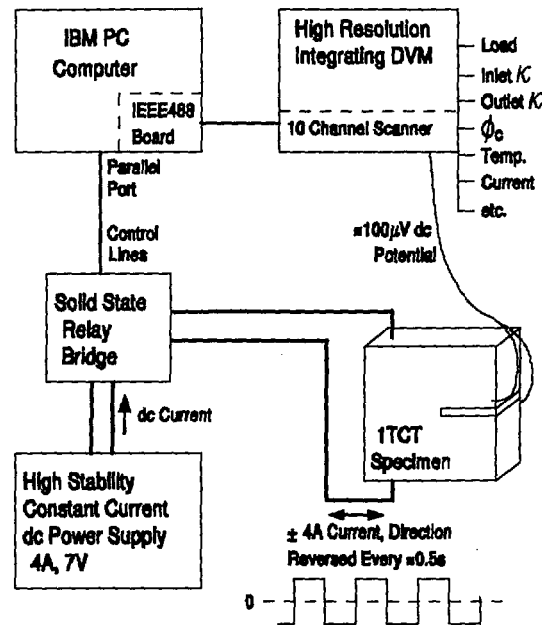 IBM PC
Computer
IEEE488
Board
High Resolution
Integrating DVM
10 Channel Scanner
Load
Inlet K
Outlet K
ϕc
Temp.
Current
etc.
Parallel
Port
Control
Lines
≈100μV dc
Potential
Solid State
Relay
Bridge
dc Current
1TCT
Specimen
High Stability
Constant Current
dc Power Supply
4A, 7V
± 4A Current, Direction
Reversed Every ≈0.5s
0